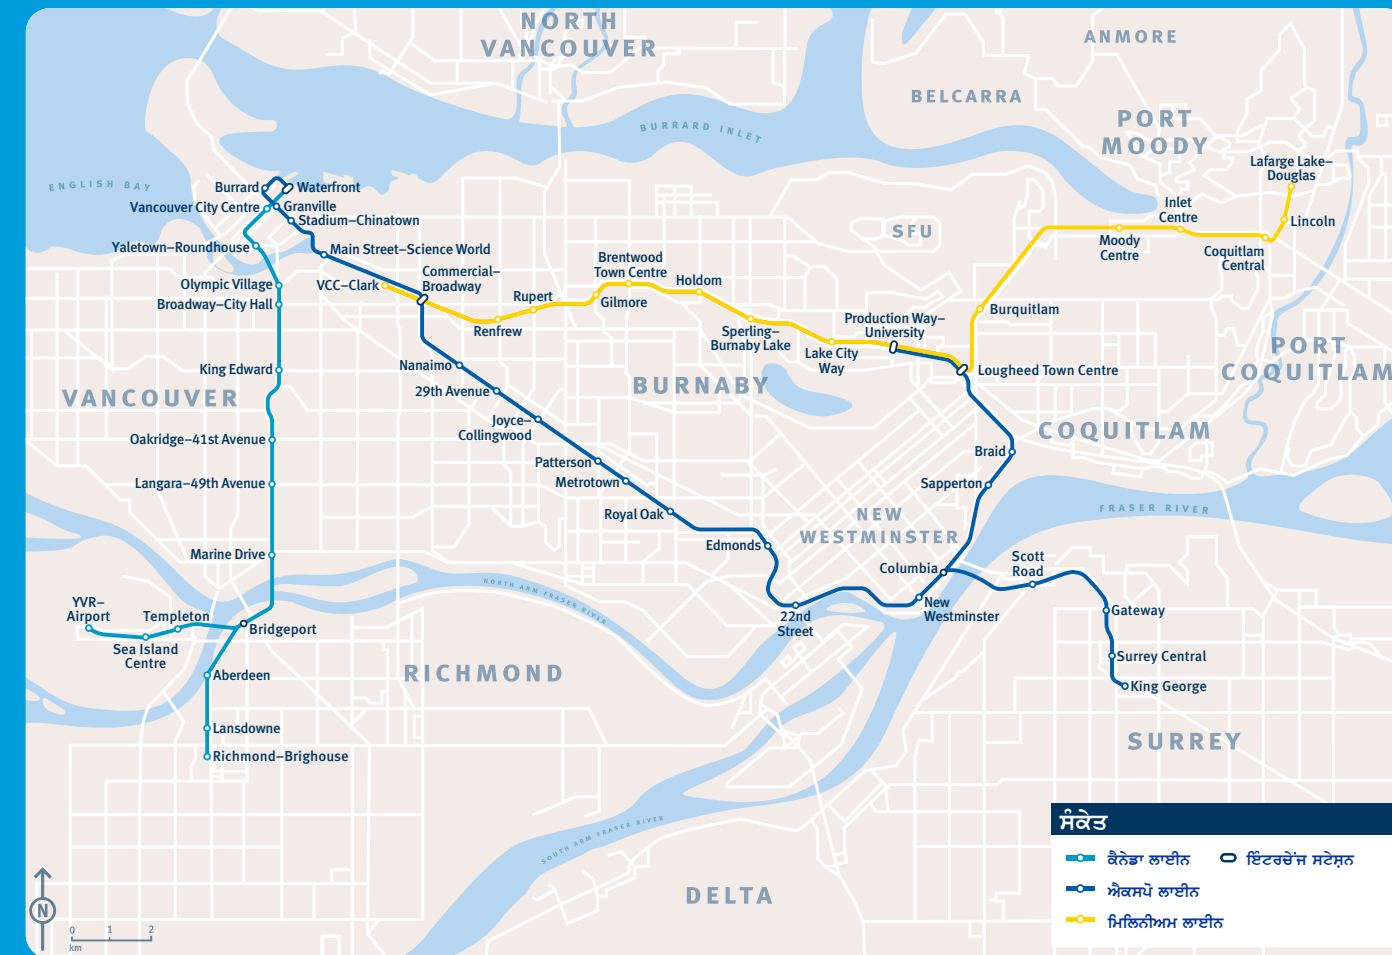 NORTH
VANCOUVER
ANMORE
BELCARRA
PORT
MOODY
BURRARD INLET
ENGLISH BAY
Lafarge Lake–
Douglas
Burrard
Waterfront
Vancouver City Centre
Granville
Stadium–Chinatown
Inlet
Centre
Lincoln
SFU
Yaletown–Roundhouse
Main Street–Science World
Moody
Centre
Coquitlam
Central
Brentwood
Town Centre
Commercial–
Broadway
Holdom
Olympic Village
VCC–Clark
Broadway–City Hall
Rupert
Gilmore
Renfrew
Burquitlam
Production Way–
University
Sperling–
Burnaby Lake
Lake City
Way
PORT
COQUITLAM
King Edward
Nanaimo
Lougheed Town Centre
VANCOUVER
29th Avenue
BURNABY
Joyce–
Collingwood
COQUITLAM
Oakridge–41st Avenue
Braid
Patterson
Langara–49th Avenue
Metrotown
Sapperton
Royal Oak
NEW
WESTMINSTER
FRASER RIVER
Marine Drive
Edmonds
Columbia
Scott
Road
NORTH ARM FRASER RIVER
YVR–
Airport
Templeton
Bridgeport
22nd
Street
New
Westminster
Gateway
Sea Island
Centre
Surrey Central
RICHMOND
Aberdeen
King George
Lansdowne
SURREY
Richmond–Brighouse
SOUTH ARM FRASER RIVER
DELTA
ਸੰਕੇਤ
ਕੈਨੇਡਾ ਲਾਈਨ
ਇੰਟਰਚੇਂਜ ਸਟੇਸ਼ਨ
ਐਕਸਪੋ ਲਾਈਨ
ਮਿਲਿਨੀਅਮ ਲਾਈਨ
N
0 1 2
km